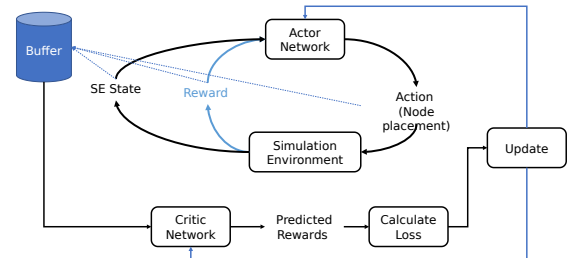 Actor
Network
Buffer
SE State
Reward
Action
(Node
placement)
Simulation
Environment
Update
Critic
Network
Predicted
Rewards
Calculate
Loss